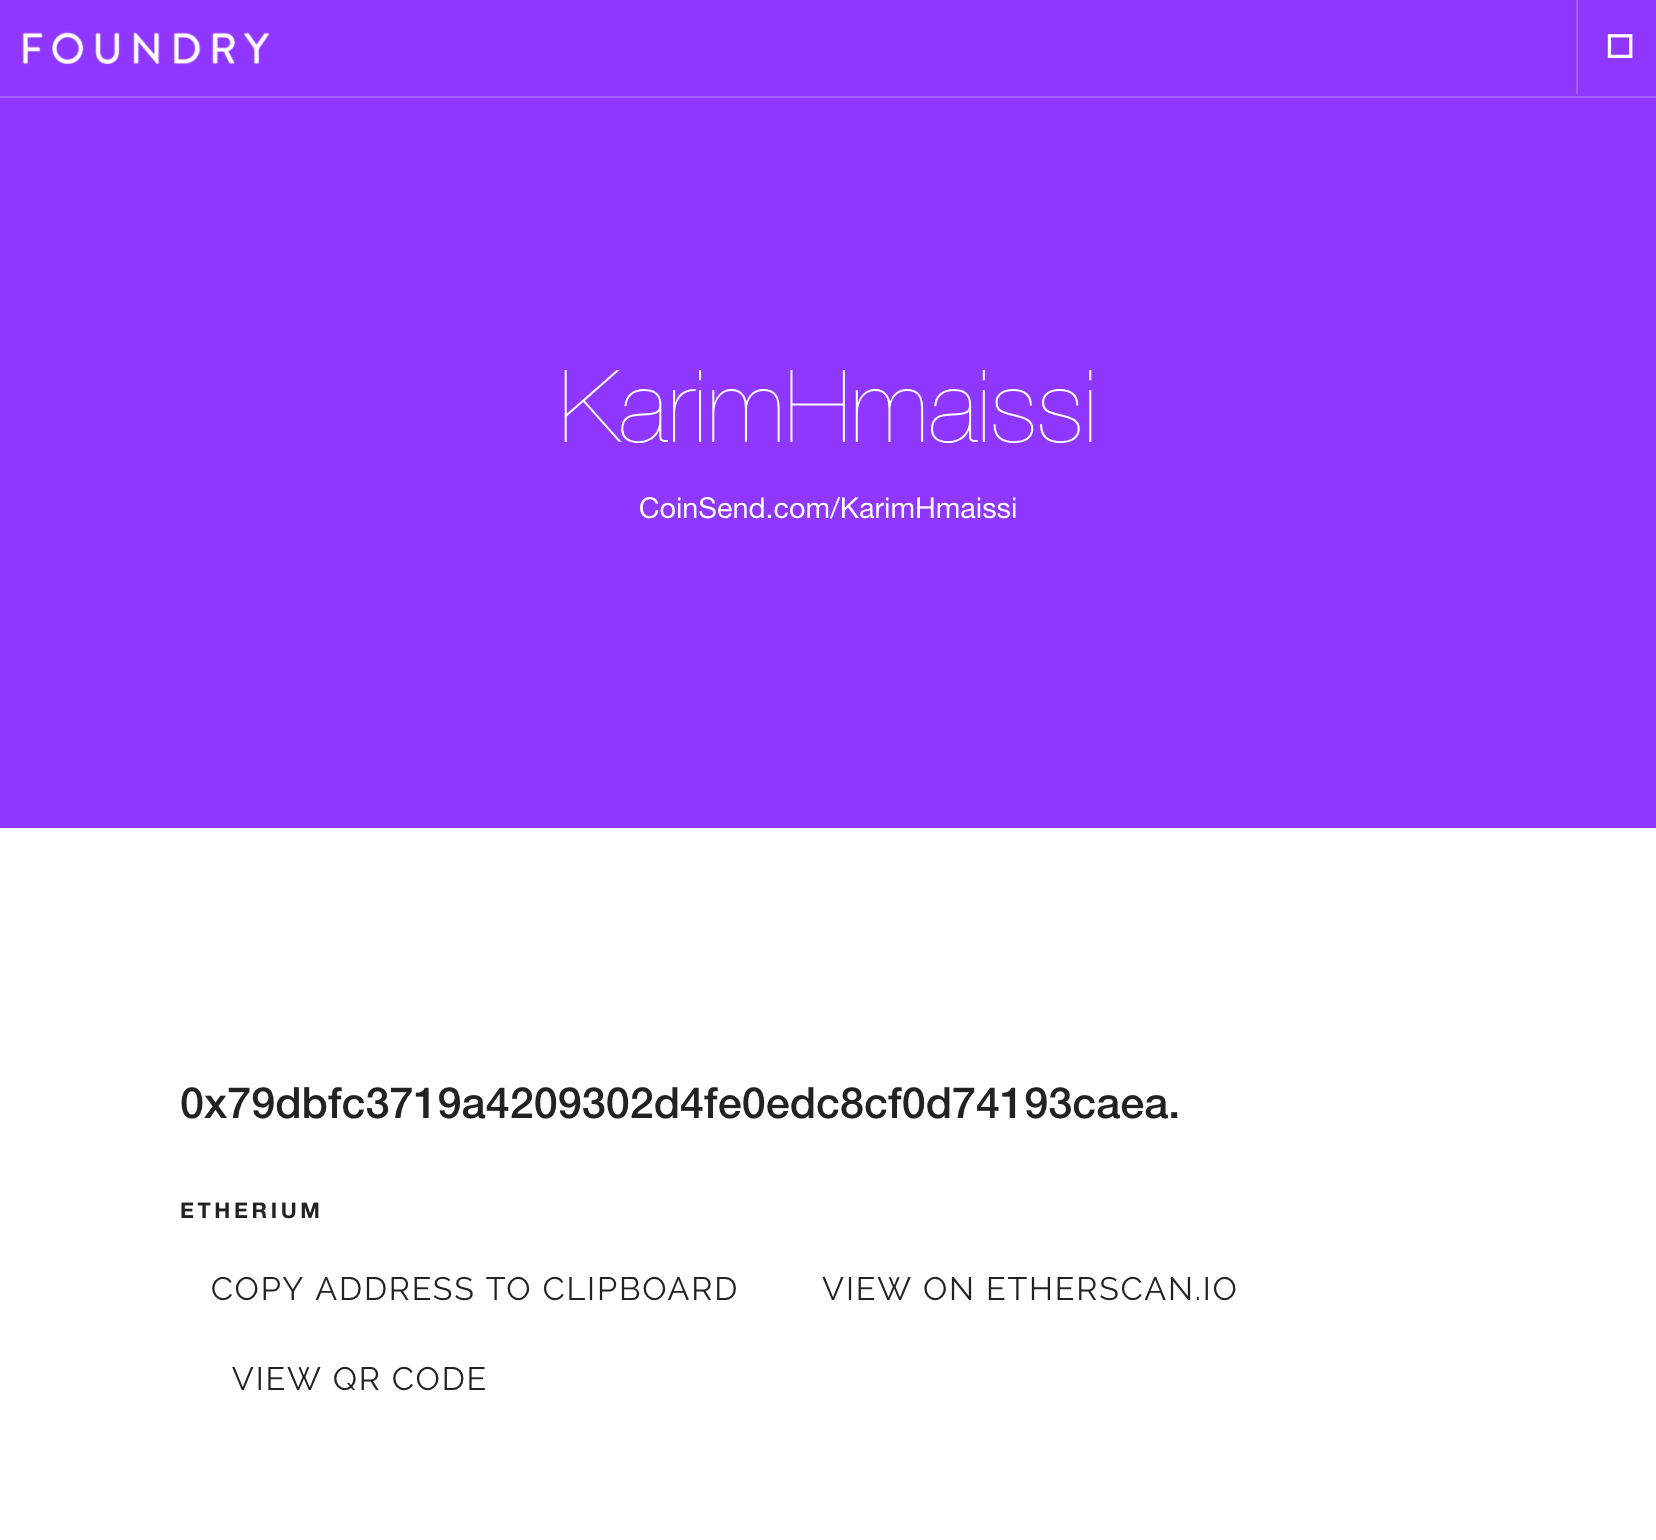 FOUNDRY
KarimHmaissi
CoinSend.com/KarimHmaissi
0x79dbfc3719a4209302d4fe0edc8cf0d74193caea.
ETHERIUM
COPY ADDRESS TO CLIPBOARD
VIEW ON ETHERSCAN.IO
VIEW QR CODE